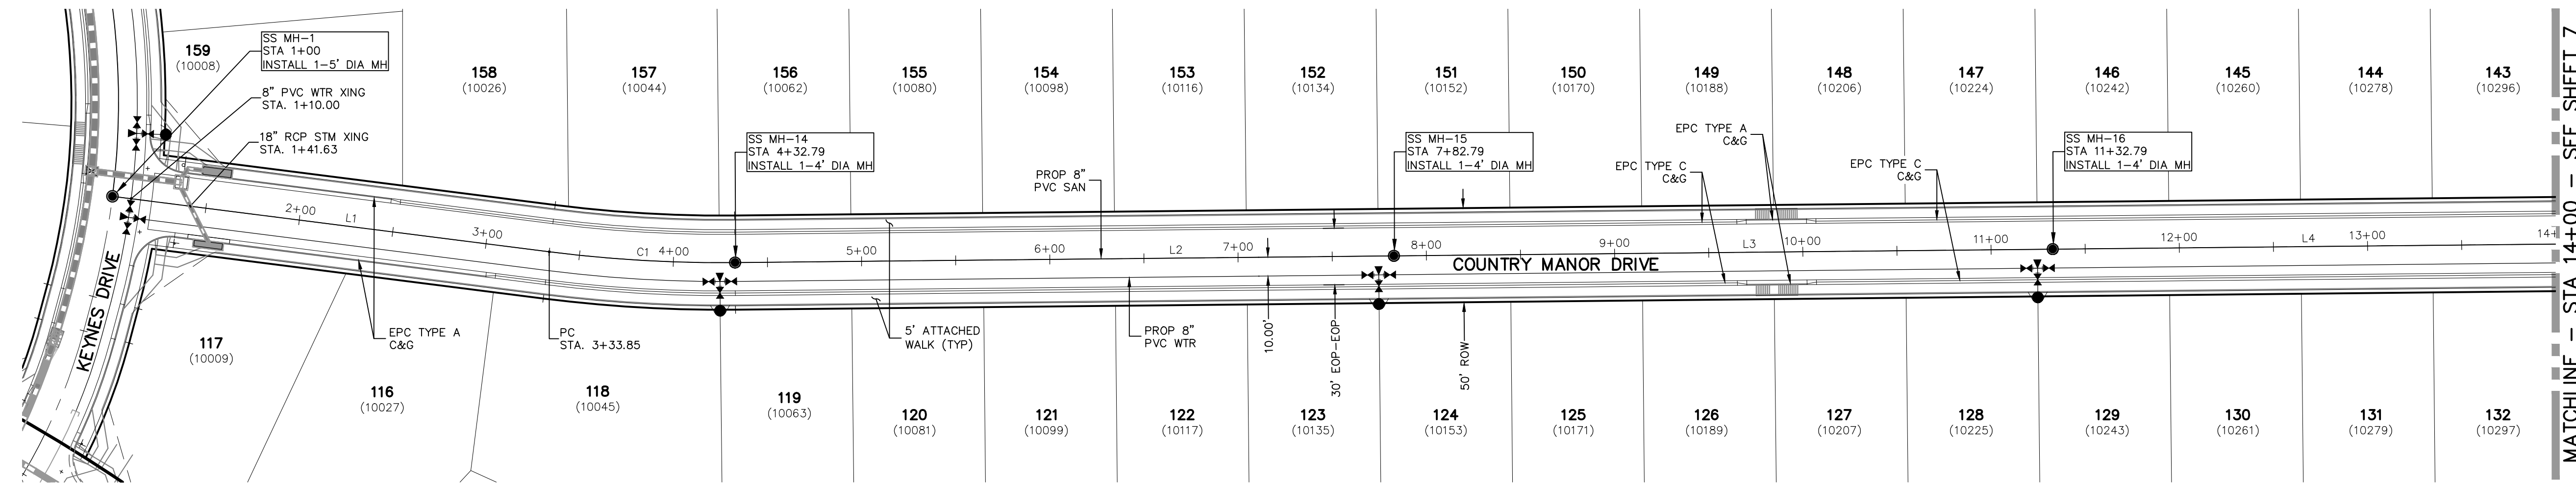 159
(10008)
SS MH-1
STA 1+00
INSTALL 1-5' DIA MH
8" PVC WTR XING
STA. 1+10.00
18" RCP STM XING
STA. 1+41.63
158
(10026)
157
(10044)
156
(10062)
155
(10080)
154
(10098)
153
(10116)
152
(10134)
151
(10152)
150
(10170)
149
(10188)
148
(10206)
147
(10224)
146
(10242)
145
(10260)
144
(10278)
143
(10296)
SS MH-14
STA 4+32.79
INSTALL 1-4' DIA MH
PROP 8"
PVC SAN
SS MH-15
STA 7+82.79
INSTALL 1-4' DIA MH
EPC TYPE C
C&G
EPC TYPE A
C&G
EPC TYPE C
C&G
SS MH-16
STA 11+32.79
INSTALL 1-4' DIA MH
2+00
L1
3+00
C1
4+00
5+00
6+00
L2
7+00
8+00
9+00
L3
10+00
11+00
12+00
L4
13+00
14+
COUNTRY MANOR DRIVE
KEYNES DRIVE
EPC TYPE A
C&G
PC
STA. 3+33.85
5' ATTACHED
WALK (TYP)
PROP 8"
PVC WTR
10.00'
30' EOP-EOP
50' ROW
117
(10009)
116
(10027)
118
(10045)
119
(10063)
120
(10081)
121
(10099)
122
(10117)
123
(10135)
124
(10153)
125
(10171)
126
(10189)
127
(10207)
128
(10225)
129
(10243)
130
(10261)
131
(10279)
132
(10297)
MATCHLINE - STA 14+00 - SEE SHEET 7